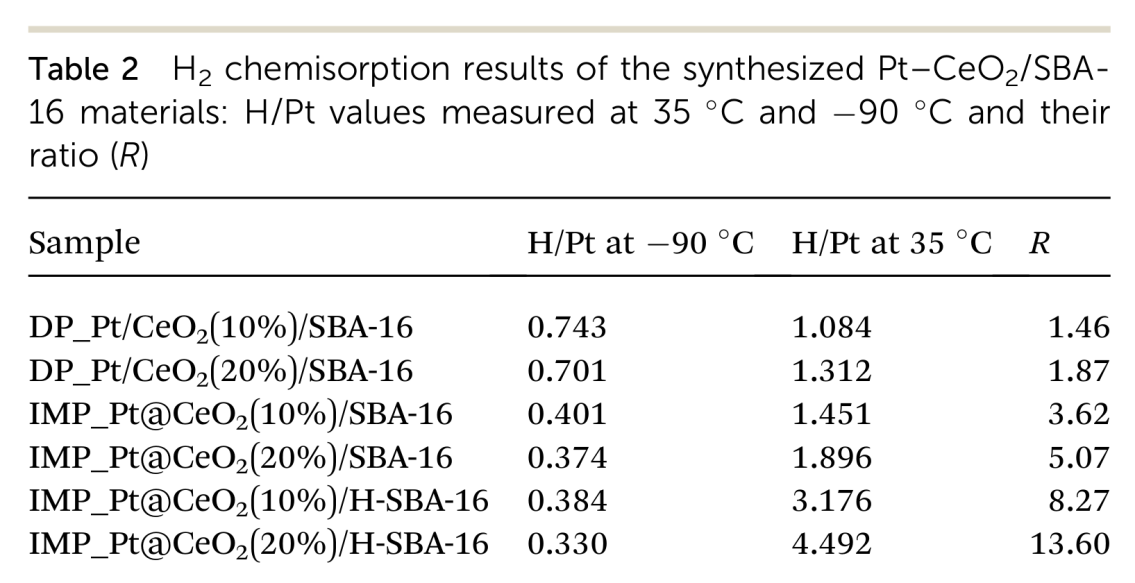 Table 2 H₂ chemisorption results of the synthesized Pt–CeO₂/SBA-
16 materials: H/Pt values measured at 35 °C and −90 °C and their
ratio (R)
Sample H/Pt at −90 °C H/Pt at 35 °C R
DP_Pt/CeO₂(10%)/SBA-16 0.743 1.084 1.46
DP_Pt/CeO₂(20%)/SBA-16 0.701 1.312 1.87
IMP_Pt@CeO₂(10%)/SBA-16 0.401 1.451 3.62
IMP_Pt@CeO₂(20%)/SBA-16 0.374 1.896 5.07
IMP_Pt@CeO₂(10%)/H-SBA-16 0.384 3.176 8.27
IMP_Pt@CeO₂(20%)/H-SBA-16 0.330 4.492 13.60